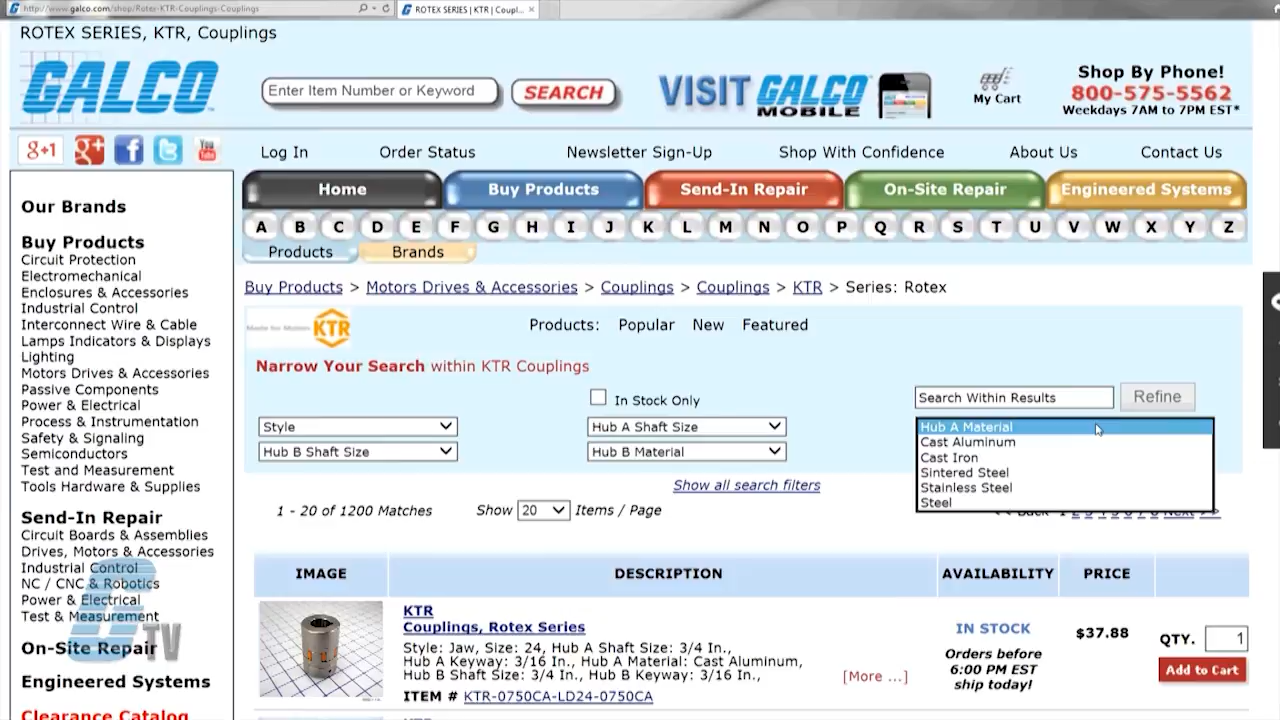 http://www.galco.com/shop/Rotex-KTR-Couplings-Couplings
ROTEX SERIES | KTR | Coupl...
ROTEX SERIES, KTR, Couplings
GALCO
Enter Item Number or Keyword
SEARCH
VISIT GALCO MOBILE
My Cart
Shop By Phone!
800-575-5562
Weekdays 7AM to 7PM EST*
g+1
g+
f
You Tube
Log In
Order Status
Newsletter Sign-Up
Shop With Confidence
About Us
Contact Us
Home
Buy Products
Send-In Repair
On-Site Repair
Engineered Systems
A B C D E F G H I J K L M N O P Q R S T U V W X Y Z
Products
Brands
Our Brands
Buy Products
Circuit Protection
Electromechanical
Enclosures & Accessories
Industrial Control
Interconnect Wire & Cable
Lamps Indicators & Displays
Lighting
Motors Drives & Accessories
Passive Components
Power & Electrical
Process & Instrumentation
Safety & Signaling
Semiconductors
Test and Measurement
Tools Hardware & Supplies
Send-In Repair
Circuit Boards & Assemblies
Drives, Motors & Accessories
Industrial Control
NC / CNC & Robotics
Power & Electrical
Test & Measurement
On-Site Repair
Engineered Systems
Clearance Catalog
G TV
Buy Products > Motors Drives & Accessories > Couplings > Couplings > KTR > Series: Rotex
Made for Motion KTR
Products: Popular New Featured
Narrow Your Search within KTR Couplings
In Stock Only
Search Within Results
Refine
Style
Hub A Shaft Size
Hub B Shaft Size
Hub B Material
Hub A Material
Cast Aluminum
Cast Iron
Sintered Steel
Stainless Steel
Steel
Show all search filters
1 - 20 of 1200 Matches
Show 20 Items / Page
IMAGE
DESCRIPTION
AVAILABILITY
PRICE
KTR
Couplings, Rotex Series
Style: Jaw, Size: 24, Hub A Shaft Size: 3/4 In.,
Hub A Keyway: 3/16 In., Hub A Material: Cast Aluminum,
Hub B Shaft Size: 3/4 In., Hub B Keyway: 3/16 In.,
[More ...]
ITEM # KTR-0750CA-LD24-0750CA
IN STOCK
Orders before
6:00 PM EST
ship today!
$37.88
QTY. 1
Add to Cart